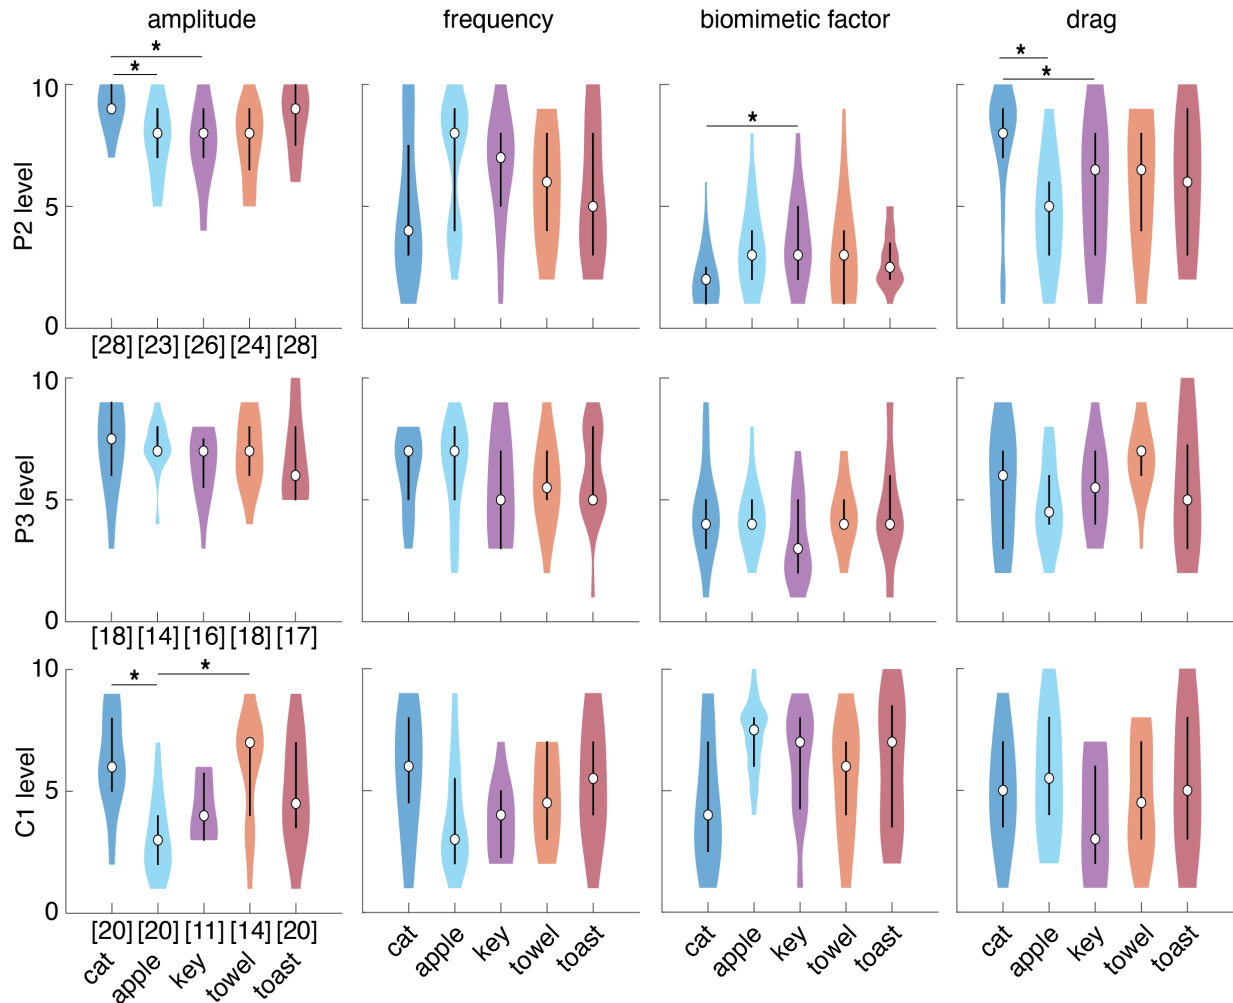 amplitude frequency biomimetic factor drag
* *
* *
*
10
5
0
P2 level
[28] [23] [26] [24] [28]
10
5
0
P3 level
[18] [14] [16] [18] [17]
* *
10
5
0
C1 level
[20] [20] [11] [14] [20]
cat apple key towel toast cat apple key towel toast cat apple key towel toast cat apple key towel toast